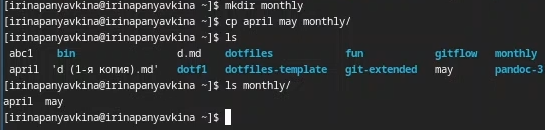 [irinapanyavkina@irinapanyavkina ~]$ mkdir monthly
[irinapanyavkina@irinapanyavkina ~]$ cp april may monthly/
[irinapanyavkina@irinapanyavkina ~]$ ls
abc1 bin d.md dotfiles fun gitflow monthly
april 'd (1-я копия).md' dotf1 dotfiles-template git-extended may pandoc-3
[irinapanyavkina@irinapanyavkina ~]$ ls monthly/
april may
[irinapanyavkina@irinapanyavkina ~]$